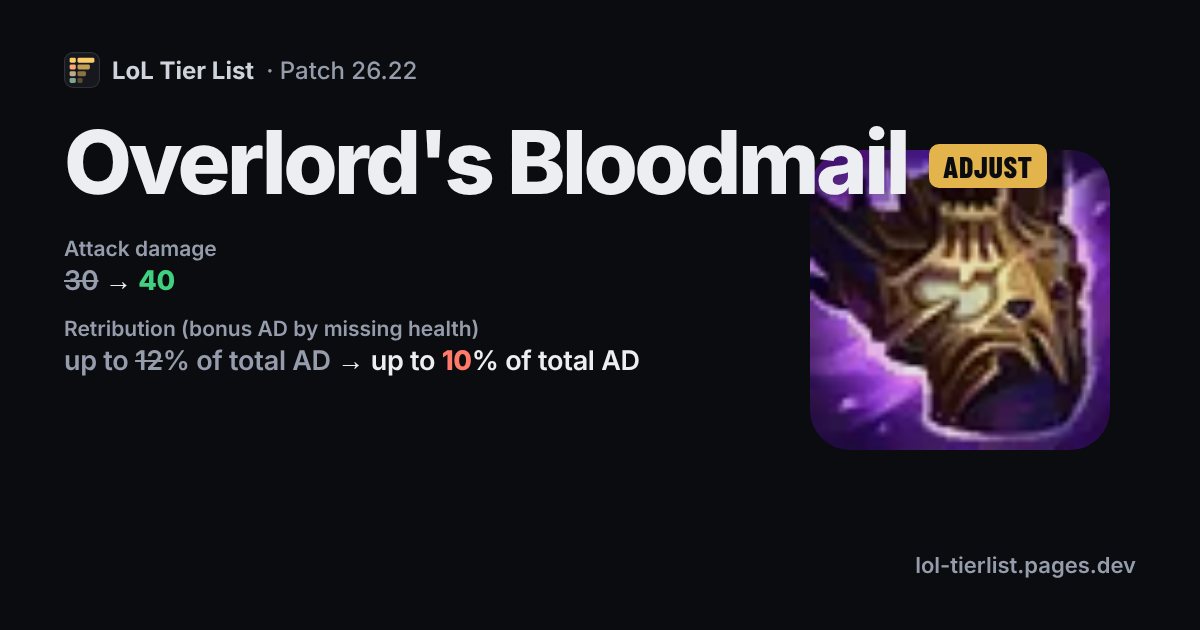 LoL Tier List · Patch 26.22
Overlord's Bloodmail ADJUST
Attack damage
30 → 40
Retribution (bonus AD by missing health)
up to 12% of total AD → up to 10% of total AD
lol-tierlist.pages.dev